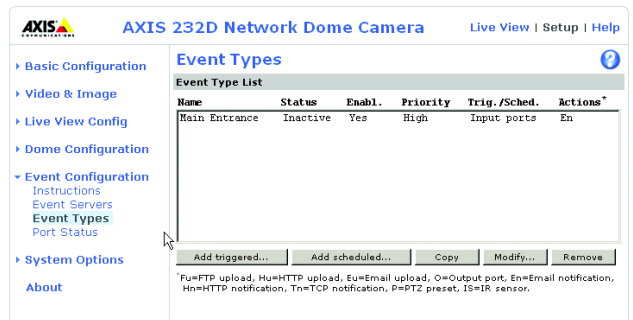 AXIS
COMMUNICATIONS
AXIS 232D Network Dome Camera
Live View | Setup | Help
Basic Configuration
Video & Image
Live View Config
Dome Configuration
Event Configuration
Instructions
Event Servers
Event Types
Port Status
System Options
About
Event Types
?
Event Type List
Name Status Enabl. Priority Trig./Sched. Actions*
Main Entrance Inactive Yes High Input ports En
Add triggered... Add scheduled... Copy Modify... Remove
*Fu=FTP upload, Hu=HTTP upload, Eu=Email upload, O=Output port, En=Email notification,
Hn=HTTP notification, Tn=TCP notification, P=PTZ preset, IS=IR sensor.